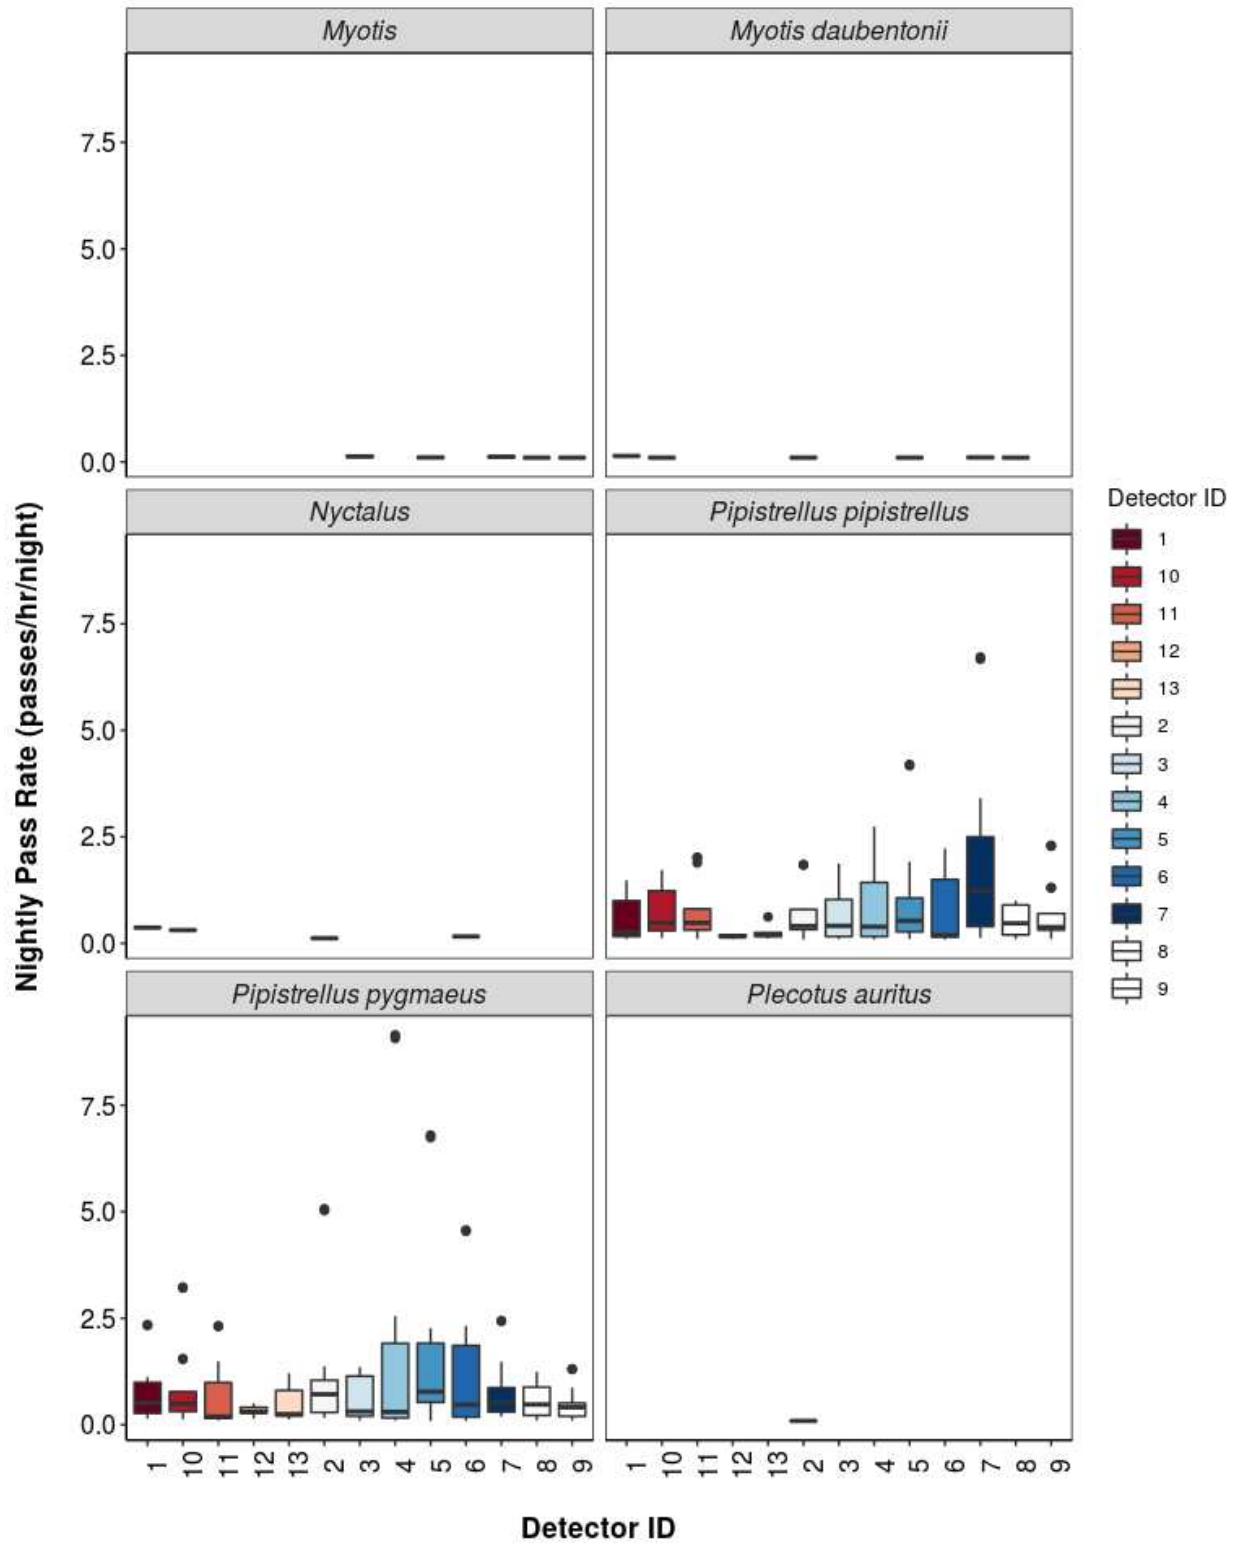 Myotis
Myotis daubentonii
7.5
5.0
2.5
0.0
Nyctalus
Pipistrellus pipistrellus
7.5
5.0
2.5
0.0
Pipistrellus pygmaeus
Plecotus auritus
7.5
5.0
2.5
0.0
1 10 11 12 13 2 3 4 5 6 7 8 9
1 10 11 12 13 2 3 4 5 6 7 8 9
Detector ID
Nightly Pass Rate (passes/hr/night)
Detector ID
1
10
11
12
13
2
3
4
5
6
7
8
9